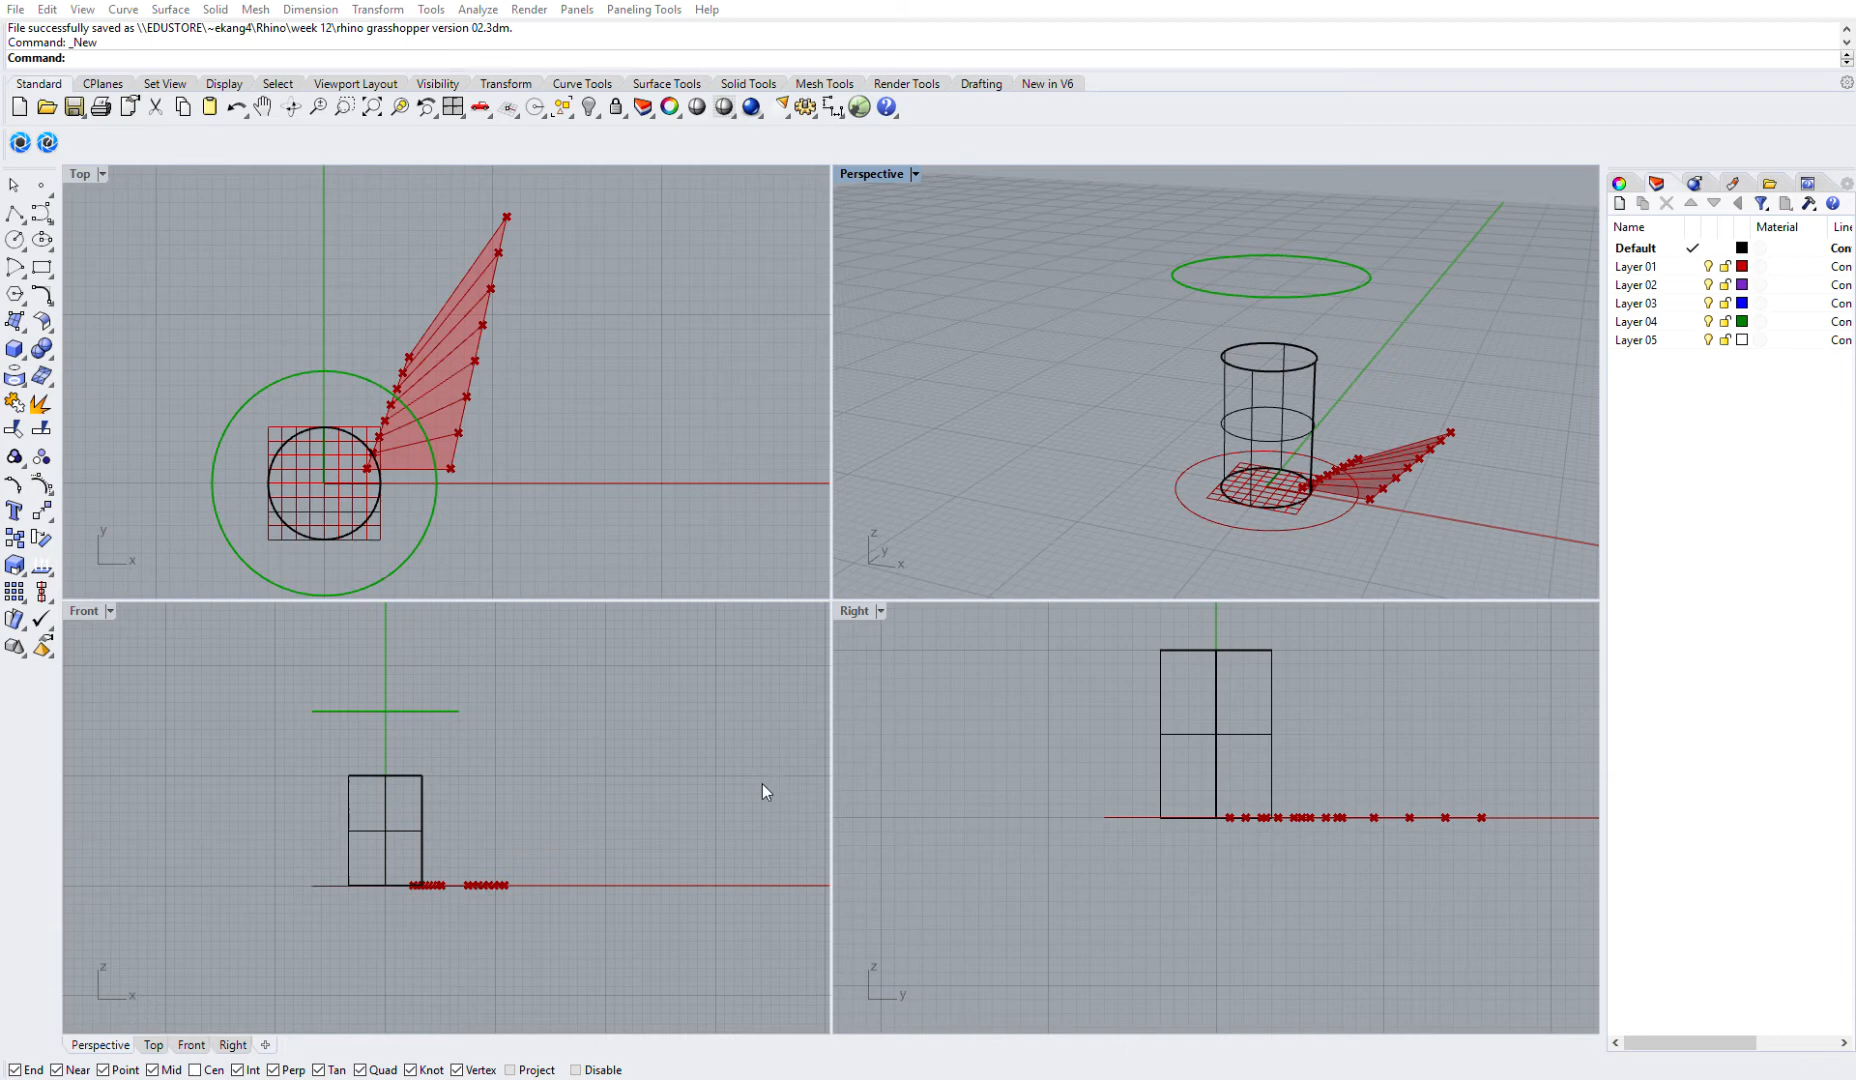 File Edit View Curve Surface Solid Mesh Dimension Transform Tools Analyze Render Panels Paneling Tools Help
File successfully saved as \\EDUSTORE\~ekang4\Rhino\week 12\rhino grasshopper version 02.3dm.
Command: _New
Command:
Standard CPlanes Set View Display Select Viewport Layout Visibility Transform Curve Tools Surface Tools Solid Tools Mesh Tools Render Tools Drafting New in V6
Top
Perspective
Name Material Line
Default Con
Layer 01 Con
Layer 02 Con
Layer 03 Con
Layer 04 Con
Layer 05 Con
y
x
z
y
x
Front
Right
z
x
z
y
Perspective Top Front Right
End Near Point Mid Cen Int Perp Tan Quad Knot Vertex Project Disable